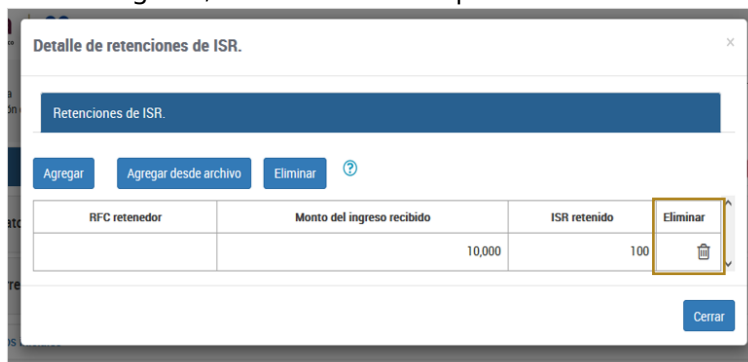 Detalle de retenciones de ISR. ×
Retenciones de ISR.
Agregar Agregar desde archivo Eliminar ?
RFC retenedor Monto del ingreso recibido ISR retenido Eliminar
10,000 100
Cerrar